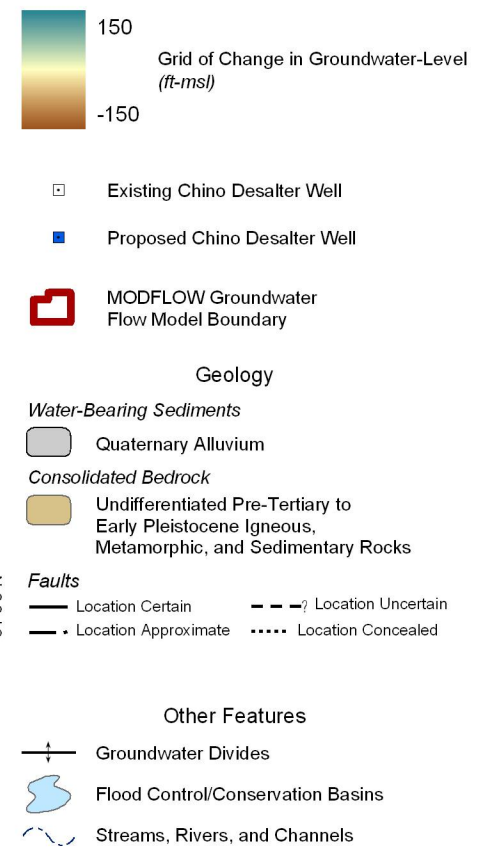 150
Grid of Change in Groundwater-Level
(ft-msl)
-150
Existing Chino Desalter Well
Proposed Chino Desalter Well
MODFLOW Groundwater
Flow Model Boundary
Geology
Water-Bearing Sediments
Quaternary Alluvium
Consolidated Bedrock
Undifferentiated Pre-Tertiary to
Early Pleistocene Igneous,
Metamorphic, and Sedimentary Rocks
Faults
Location Certain
? Location Uncertain
Location Approximate
Location Concealed
Other Features
Groundwater Divides
Flood Control/Conservation Basins
Streams, Rivers, and Channels